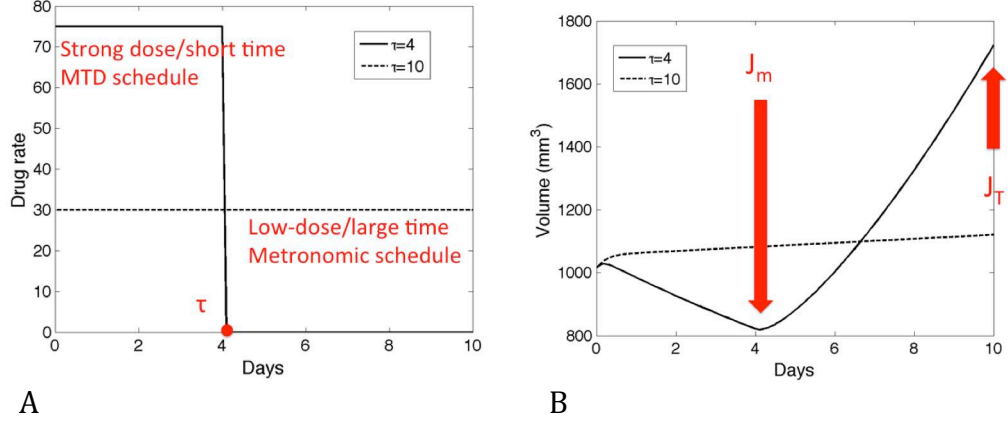 80
70
60
50
40
30
20
10
0
0 2 4 6 8 10
Drug rate
Days
Strong dose/short time
MTD schedule
τ=4
τ=10
Low-dose/large time
Metronomic schedule
τ
A
1800
1600
1400
1200
1000
800
0 2 4 6 8 10
Volume (mm³)
Days
τ=4
τ=10
J_m
J_T
B